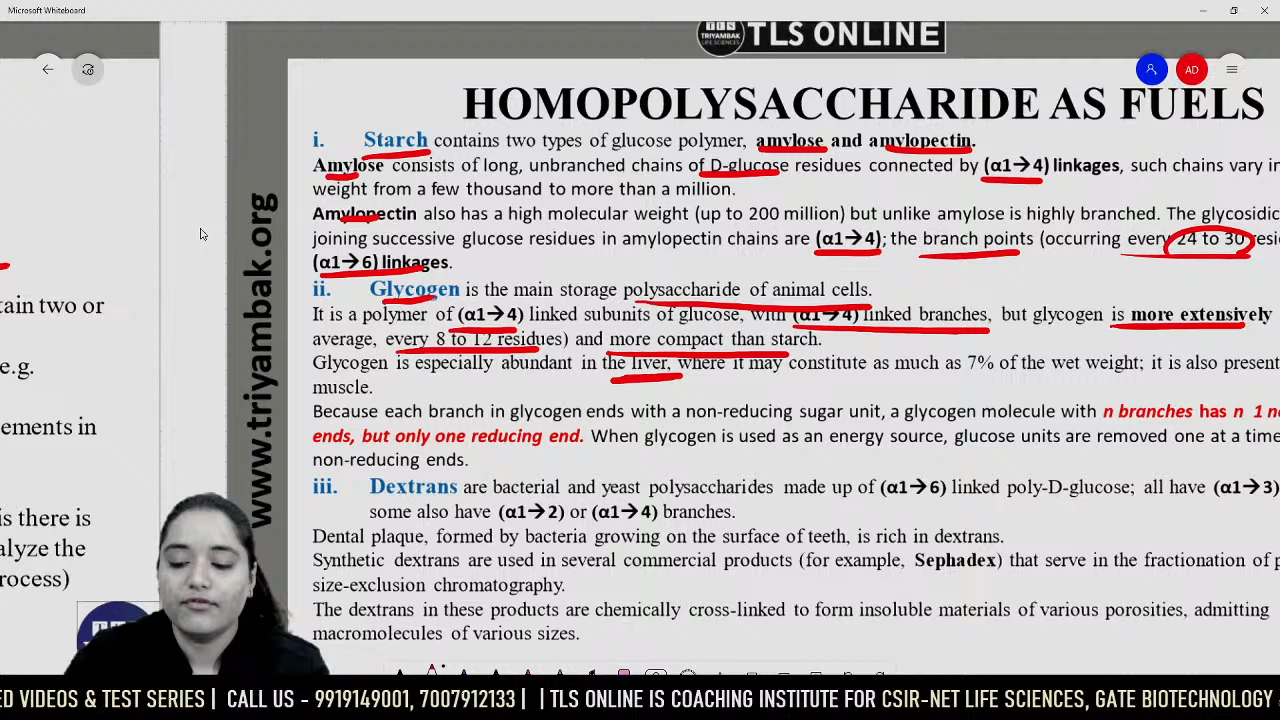 Microsoft Whiteboard
TRIYAMBAK
LIFE SCIENCES
TLS ONLINE
AD
HOMOPOLYSACCHARIDE AS FUELS
i. Starch contains two types of glucose polymer, amylose and amylopectin.
Amylose consists of long, unbranched chains of D-glucose residues connected by (α1→4) linkages, such chains vary in
weight from a few thousand to more than a million.
Amylopectin also has a high molecular weight (up to 200 million) but unlike amylose is highly branched. The glycosidic
joining successive glucose residues in amylopectin chains are (α1→4); the branch points (occurring every 24 to 30 resi
(α1→6) linkages.
ii. Glycogen is the main storage polysaccharide of animal cells.
It is a polymer of (α1→4) linked subunits of glucose, with (α1→4) linked branches, but glycogen is more extensively
average, every 8 to 12 residues) and more compact than starch.
Glycogen is especially abundant in the liver, where it may constitute as much as 7% of the wet weight; it is also present
muscle.
Because each branch in glycogen ends with a non-reducing sugar unit, a glycogen molecule with n branches has n 1 no
ends, but only one reducing end. When glycogen is used as an energy source, glucose units are removed one at a time
non-reducing ends.
iii. Dextrans are bacterial and yeast polysaccharides made up of (α1→6) linked poly-D-glucose; all have (α1→3)
some also have (α1→2) or (α1→4) branches.
Dental plaque, formed by bacteria growing on the surface of teeth, is rich in dextrans.
Synthetic dextrans are used in several commercial products (for example, Sephadex) that serve in the fractionation of p
size-exclusion chromatography.
The dextrans in these products are chemically cross-linked to form insoluble materials of various porosities, admitting
macromolecules of various sizes.
www.triyambak.org
tain two or
e.g.
ements in
is there is
alyze the
rocess)
ED VIDEOS & TEST SERIES | CALL US - 9919149001, 7007912133 | | TLS ONLINE IS COACHING INSTITUTE FOR CSIR-NET LIFE SCIENCES, GATE BIOTECHNOLOGY